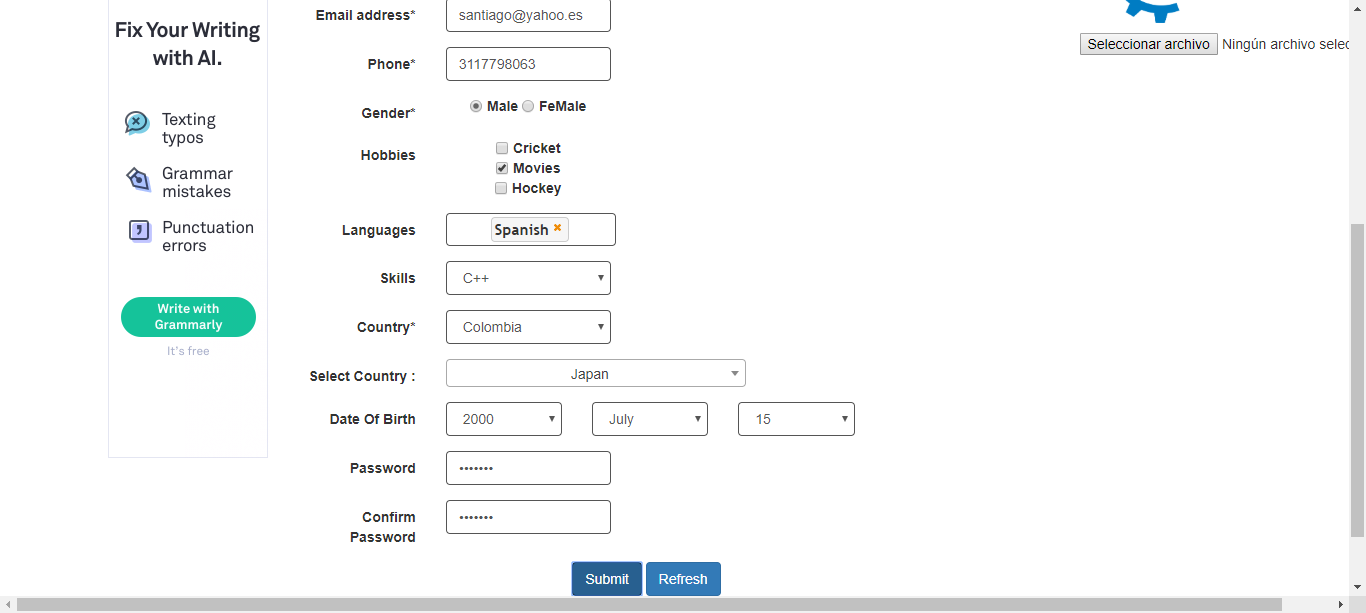 Fix Your Writing
with AI.
Texting
typos
Grammar
mistakes
Punctuation
errors
Write with
Grammarly
It's free
Email address*
santiago@yahoo.es
Phone*
3117798063
Gender*
Male FeMale
Hobbies
Cricket
Movies
Hockey
Languages
Spanish
Skills
C++
Country*
Colombia
Select Country :
Japan
Date Of Birth
2000 July 15
Password
•••••••
Confirm
Password
•••••••
Submit Refresh
Seleccionar archivo Ningún archivo selec